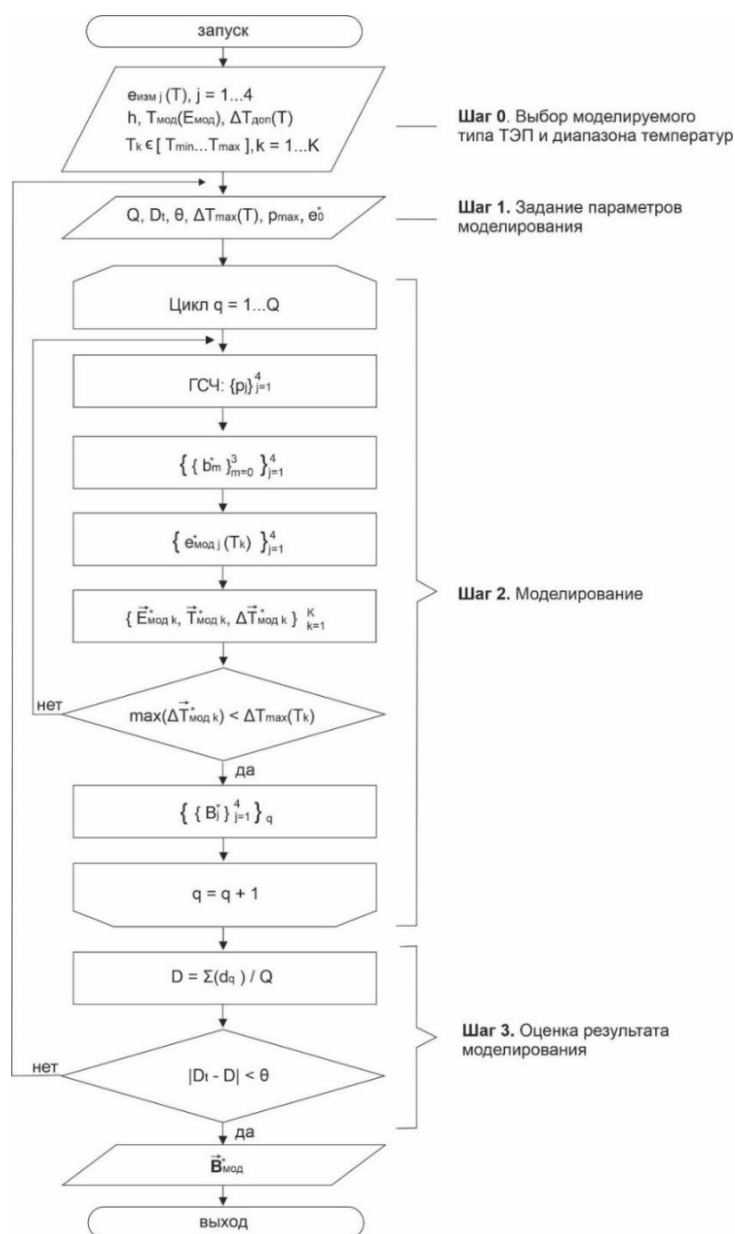 запуск
eизм j (T), j = 1...4
h, Tмод(Eмод), ΔTдоп(T)
Tk ϵ [ Tmin... Tmax ], k = 1...K
Шаг 0. Выбор моделируемого
типа ТЭП и диапазона температур
Q, Dt, θ, ΔTmax(T), pmax, e*0
Шаг 1. Задание параметров
моделирования
Цикл q = 1...Q
ГСЧ: {pj}4j=1
{ { b*m }3m=0 }4j=1
{ e*мод j (Tk) }4j=1
{ E⃗*мод k, T⃗*мод k, ΔT⃗*мод k } Kk=1
Шаг 2. Моделирование
нет
max(ΔT⃗*мод k) < ΔTmax(Tk)
да
{ { B*j }4j=1 } q
q = q + 1
D = Σ(dq ) / Q
Шаг 3. Оценка результата
моделирования
нет
|Dt - D| < θ
да
B⃗*мод
выход